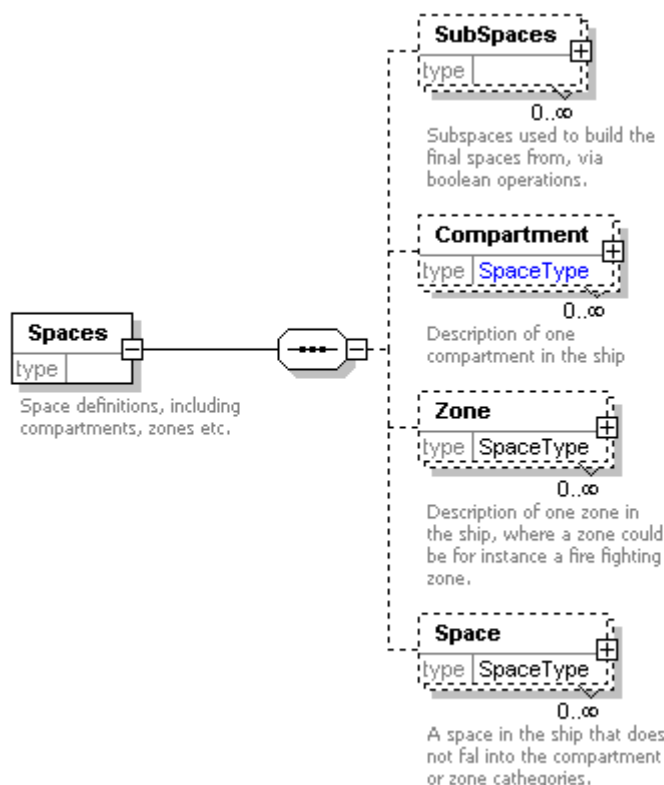 SubSpaces
type
0..∞
Subspaces used to build the
final spaces from, via
boolean operations.
Compartment
type SpaceType
0..∞
Description of one
compartment in the ship
Spaces
type
Space definitions, including
compartments, zones etc.
Zone
type SpaceType
0..∞
Description of one zone in
the ship, where a zone could
be for instance a fire fighting
zone.
Space
type SpaceType
0..∞
A space in the ship that does
not fal into the compartment
or zone cathegories.